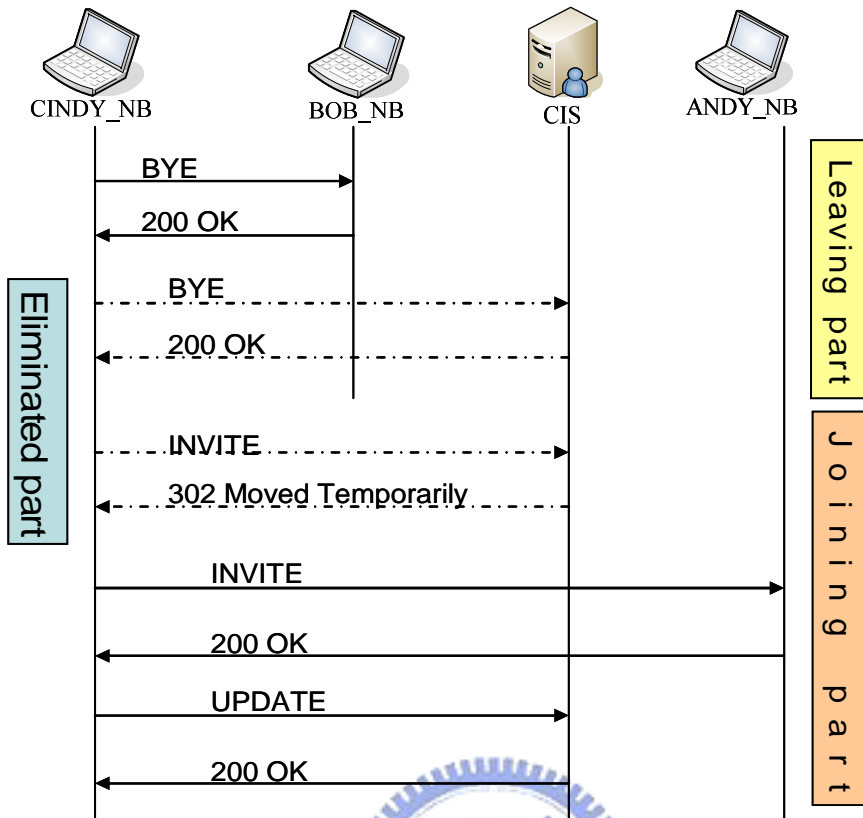 CINDY_NB
BOB_NB
CIS
ANDY_NB
BYE
200 OK
BYE
200 OK
INVITE
302 Moved Temporarily
INVITE
200 OK
UPDATE
200 OK
Eliminated part
Leaving part
Joining part